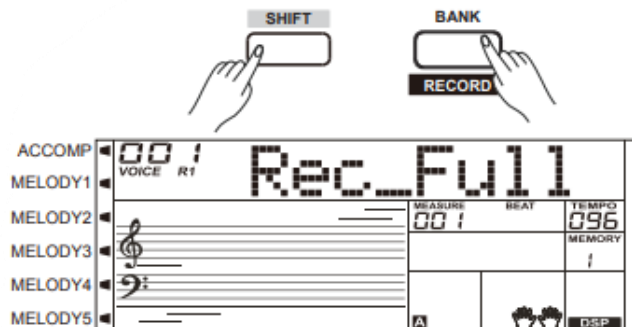 SHIFT BANK
RECORD
ACCOMP 001 Rec_Full
VOICE R1
MELODY1
MELODY2 MEASURE BEAT TEMPO
001 096
MELODY3 MEMORY
1
MELODY4
MELODY5 A DSP